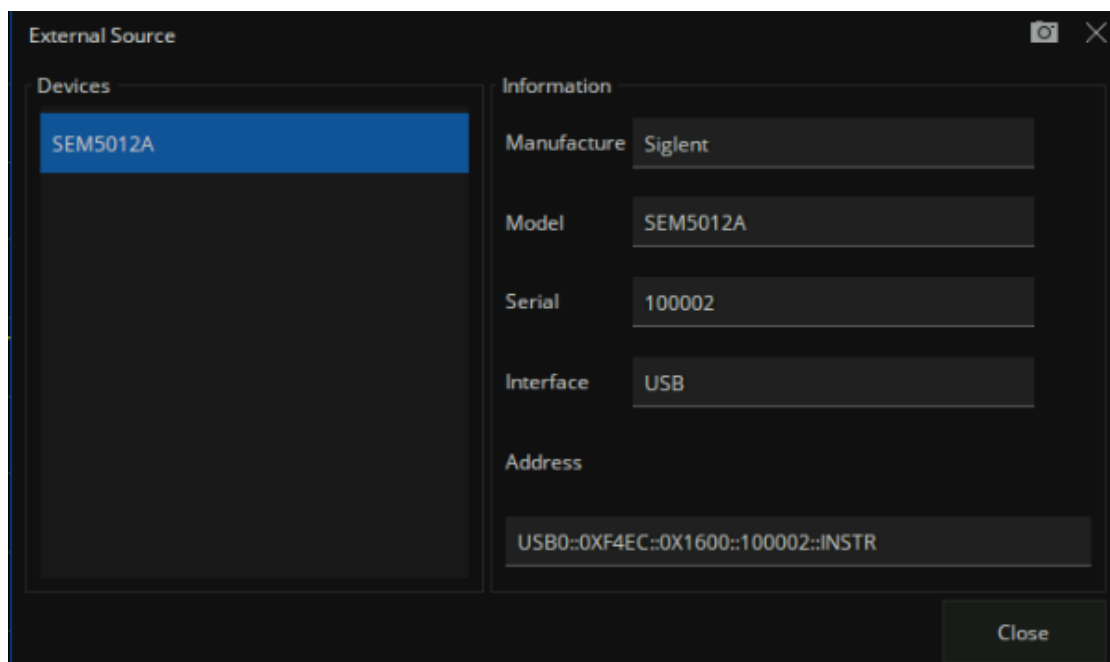 External Source
Devices
SEM5012A
Information
Manufacture Siglent
Model SEM5012A
Serial 100002
Interface USB
Address
USB0::0XF4EC::0X1600::100002::INSTR
Close